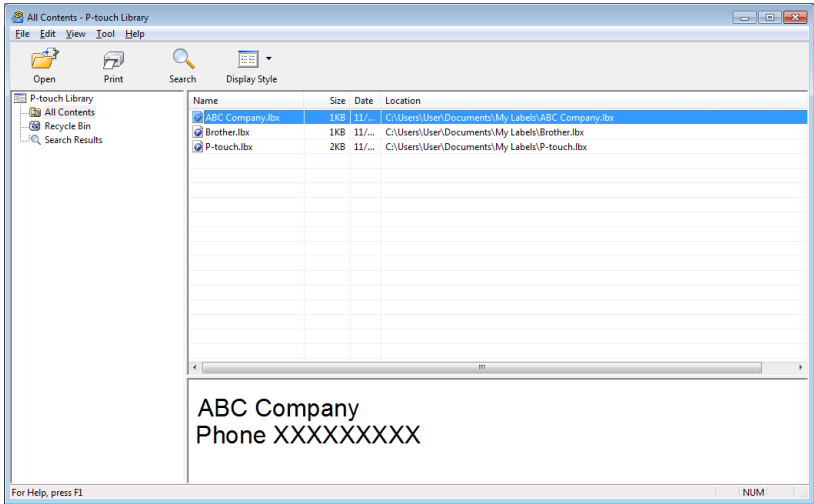 All Contents - P-touch Library
File Edit View Tool Help
Open Print Search Display Style
P-touch Library
All Contents
Recycle Bin
Search Results
Name Size Date Location
ABC Company.lbx 1KB 11/... C:\Users\User\Documents\My Labels\ABC Company.lbx
Brother.lbx 1KB 11/... C:\Users\User\Documents\My Labels\Brother.lbx
P-touch.lbx 2KB 11/... C:\Users\User\Documents\My Labels\P-touch.lbx
ABC Company
Phone XXXXXXXXX
For Help, press F1 NUM